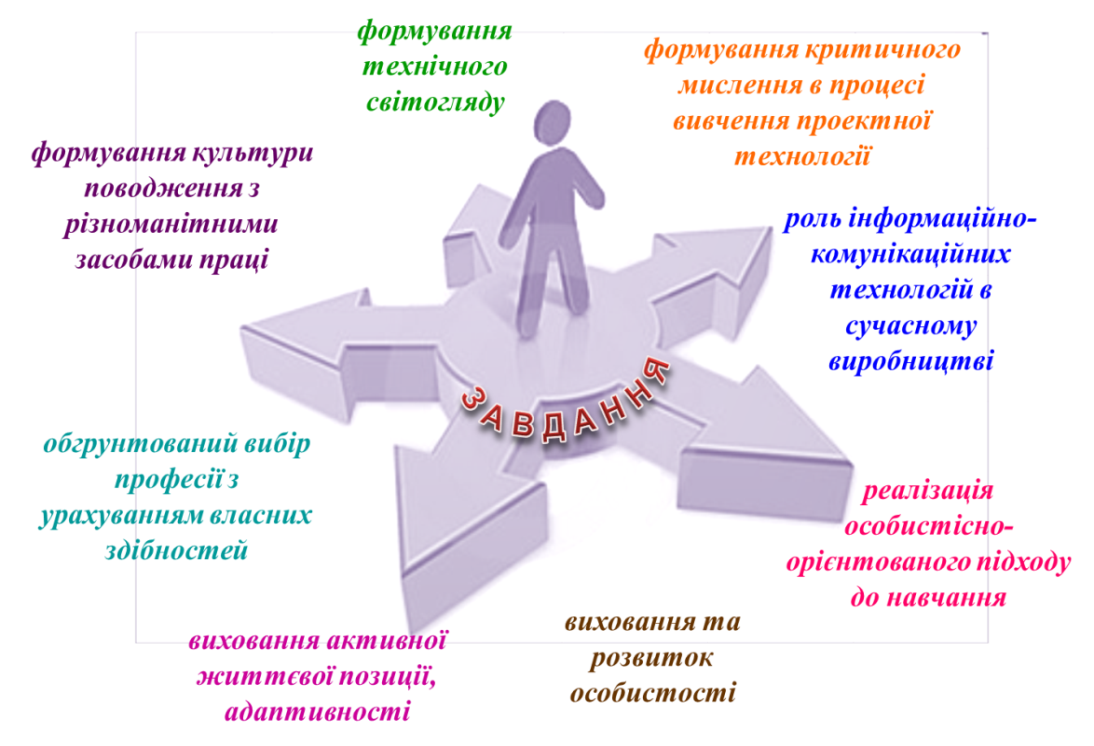 формування
технічного
світогляду
формування критичного
мислення в процесі
вивчення проектної
технології
формування культури
поводження з
різноманітними
засобами праці
роль інформаційно-
комунікаційних
технологій в
сучасному
виробництві
ЗАВДАННЯ
обгрунтований вибір
професії з
урахуванням власних
здібностей
реалізація
особистісно-
орієнтованого підходу
до навчання
виховання активної
життєвої позиції,
адаптивності
виховання та
розвиток
особистості